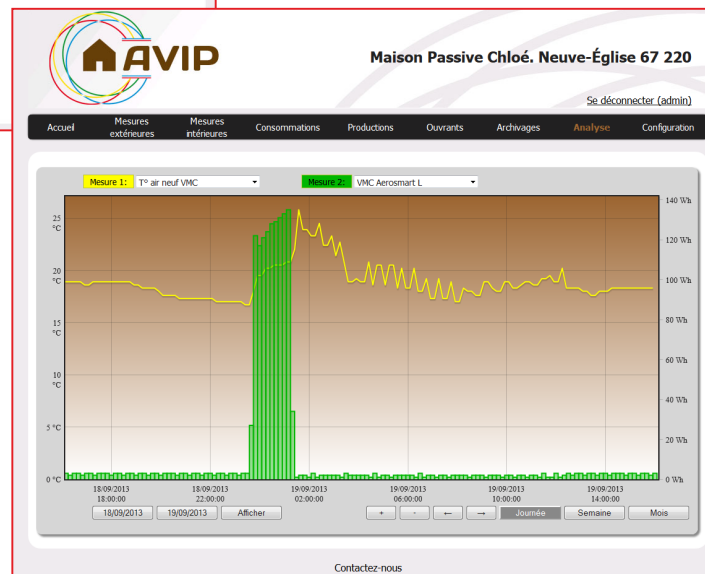 AVIP
Maison Passive Chloé. Neuve-Église 67 220
Se déconnecter (admin)
Accueil
Mesures extérieures
Mesures intérieures
Consommations
Productions
Ouvrants
Archivages
Analyse
Configuration
Mesure 1: T° air neuf VMC
Mesure 2: VMC Aerosmart L
25 °C
20 °C
15 °C
10 °C
5 °C
0 °C
140 Wh
120 Wh
100 Wh
80 Wh
60 Wh
40 Wh
20 Wh
0 Wh
18/09/2013 18:00:00
18/09/2013 22:00:00
19/09/2013 02:00:00
19/09/2013 06:00:00
19/09/2013 10:00:00
19/09/2013 14:00:00
18/09/2013
19/09/2013
Afficher
+
-
←
→
Journée
Semaine
Mois
Contactez-nous